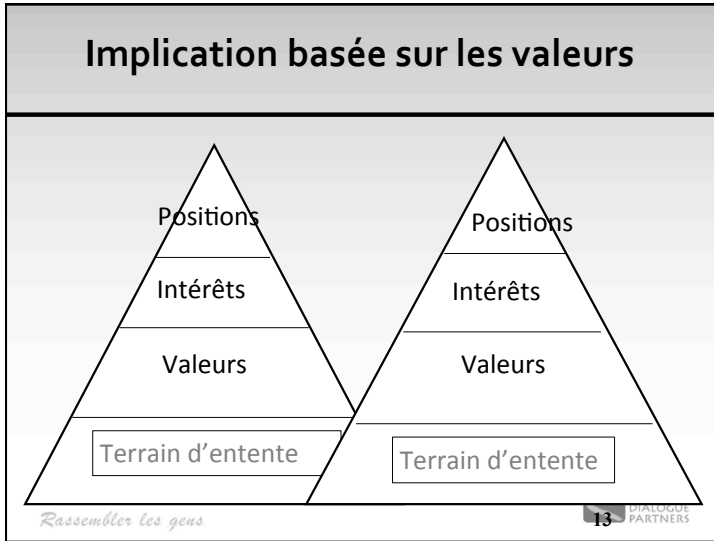 Implication basée sur les valeurs
Positions
Intérêts
Valeurs
Terrain d’entente
Positions
Intérêts
Valeurs
Terrain d’entente
Rassembler les gens
13
DIALOGUE
PARTNERS